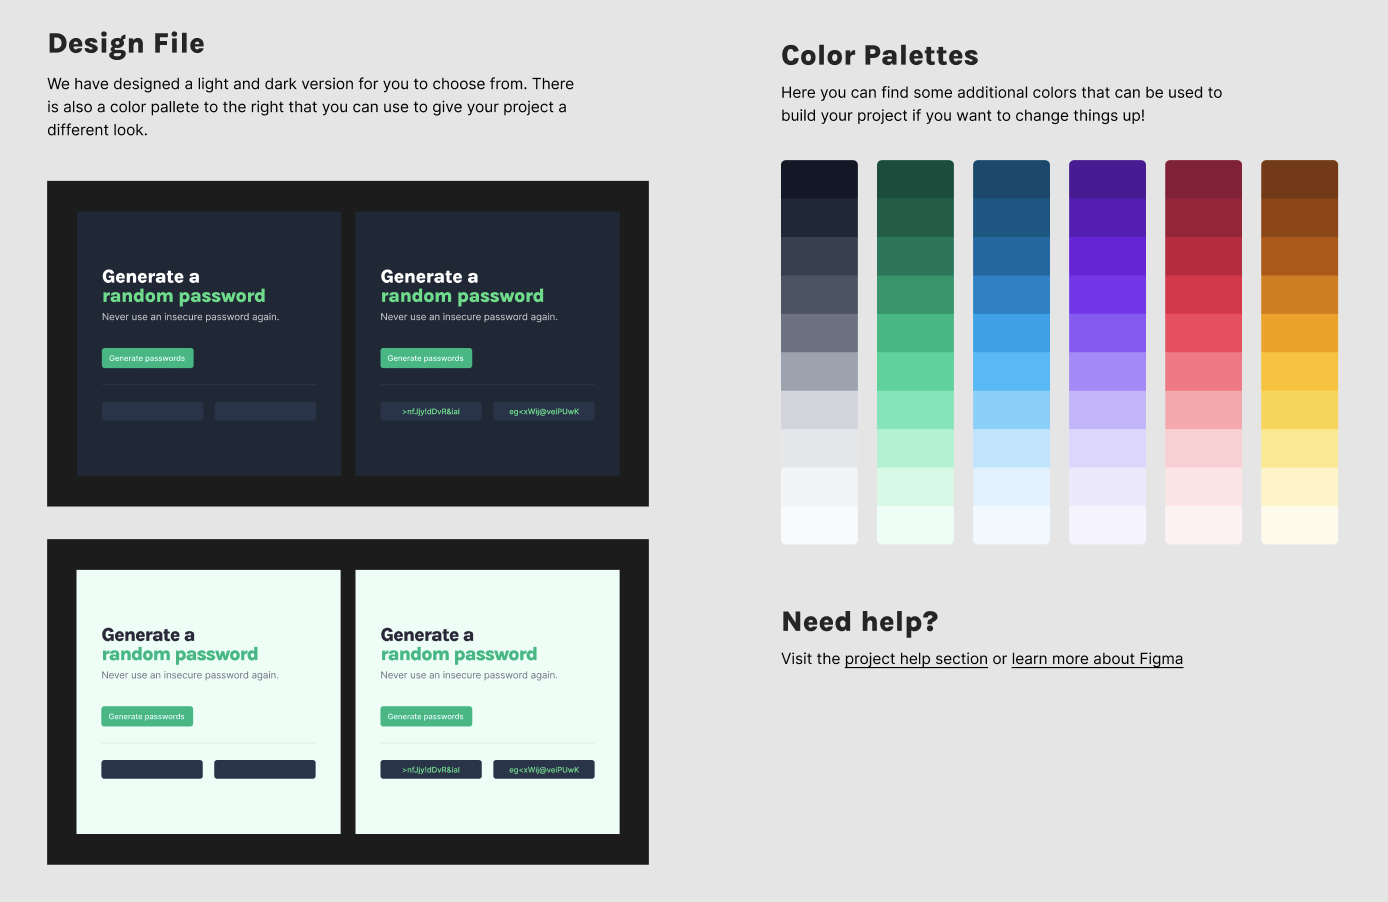 Design File
We have designed a light and dark version for you to choose from. There
is also a color pallete to the right that you can use to give your project a
different look.
Generate a
random password
Never use an insecure password again.
Generate passwords
Generate a
random password
Never use an insecure password again.
Generate passwords
>nfJjy!dDvR&ial
eg<xWij@veiPUwK
Generate a
random password
Never use an insecure password again.
Generate passwords
Generate a
random password
Never use an insecure password again.
Generate passwords
>nfJjy!dDvR&ial
eg<xWij@veiPUwK
Color Palettes
Here you can find some additional colors that can be used to
build your project if you want to change things up!
Need help?
Visit the project help section or learn more about Figma